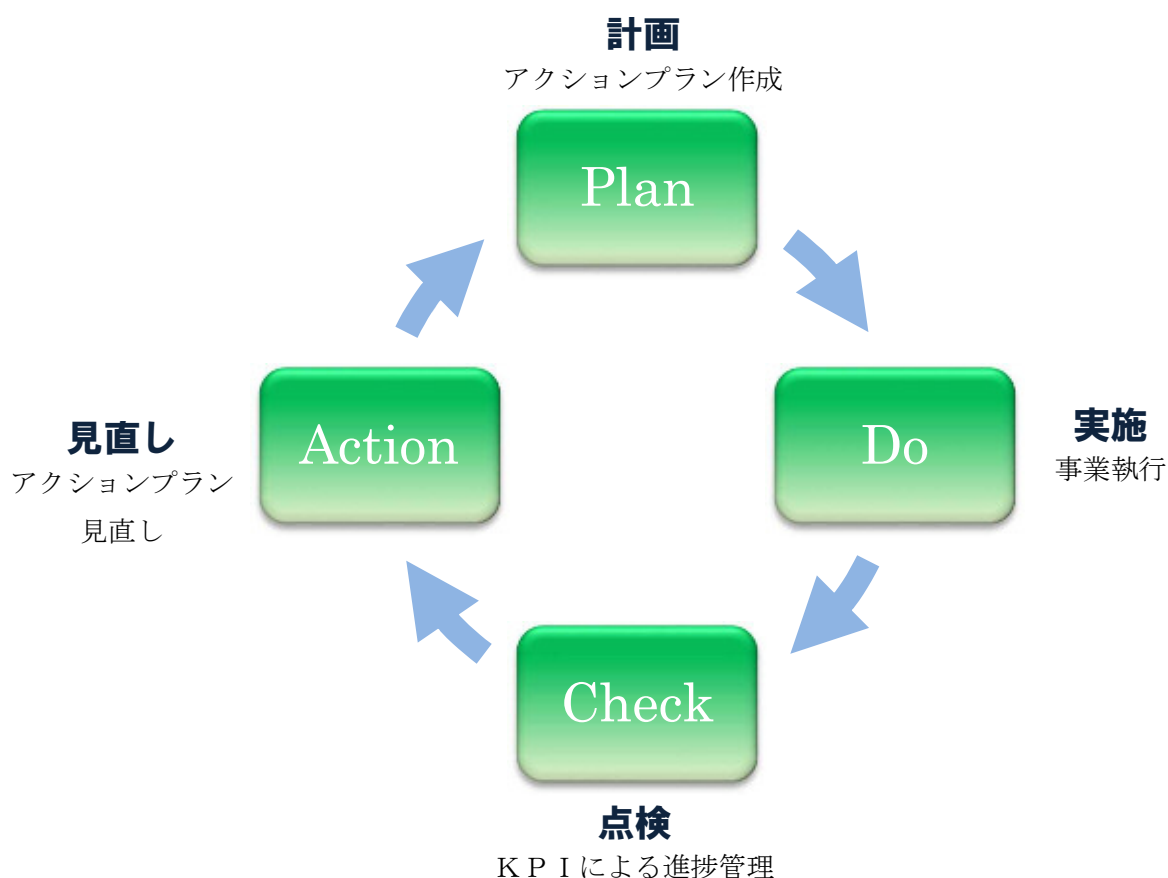 計画
アクションプラン作成
Plan
Do
実施
事業執行
Check
点検
ＫＰＩによる進捗管理
Action
見直し
アクションプラン
見直し